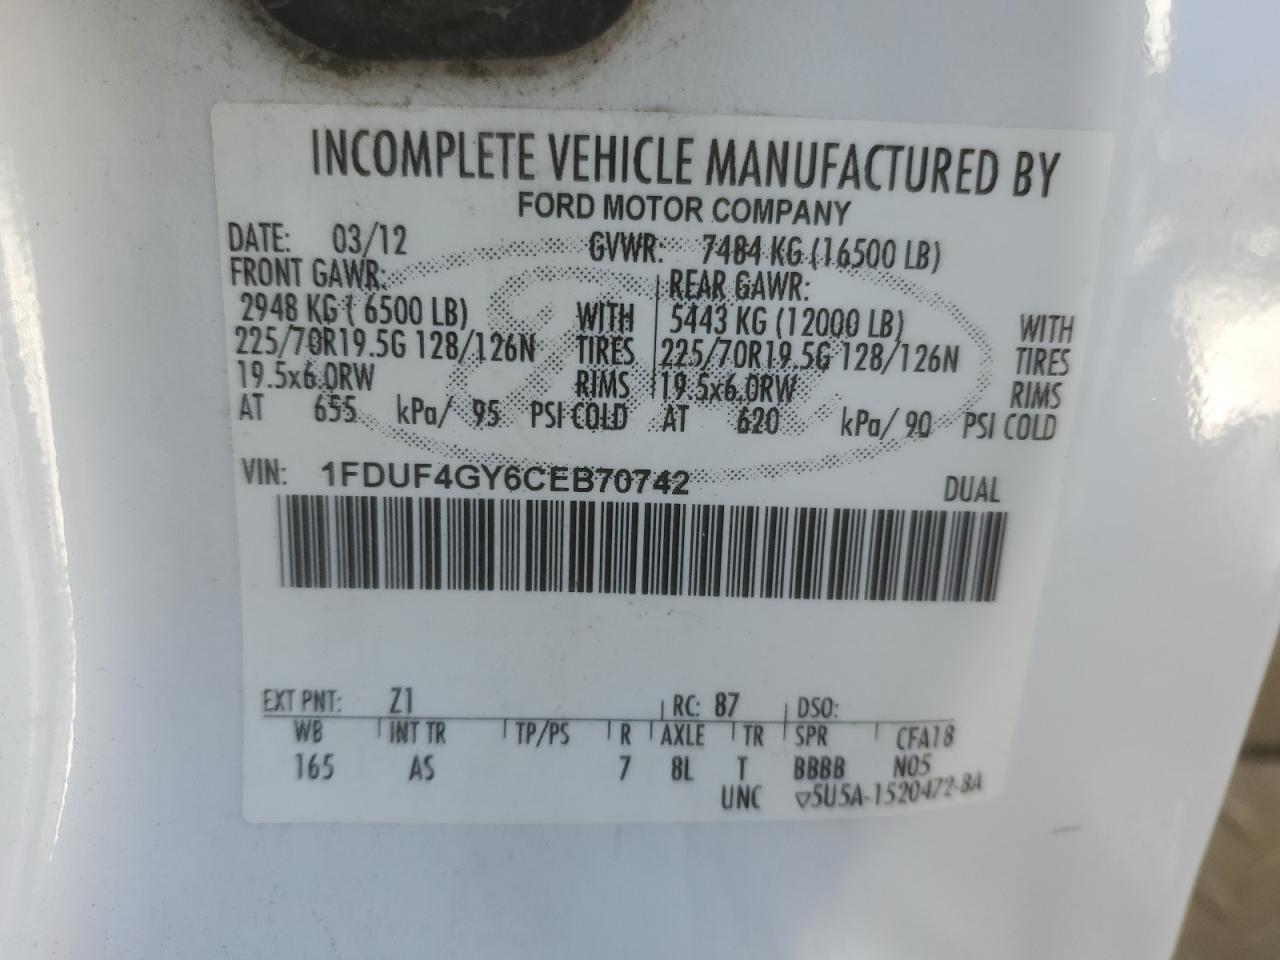 INCOMPLETE VEHICLE MANUFACTURED BY
FORD MOTOR COMPANY
DATE: 03/12 GVWR: 7484 KG (16500 LB)
FRONT GAWR: REAR GAWR:
2948 KG ( 6500 LB) WITH 5443 KG (12000 LB) WITH
225/70R19.5G 128/126N TIRES 225/70R19.5G 128/126N TIRES
19.5x6.0RW RIMS 19.5x6.0RW RIMS
AT 655 kPa/ 95 PSI COLD AT 620 kPa/ 90 PSI COLD
VIN: 1FDUF4GY6CEB70742 DUAL
EXT PNT: Z1 RC: 87 DSO:
WB INT TR TP/PS R AXLE TR SPR CFA18
165 AS 7 8L T BBBB N05
UNC ▽5U5A-1520472-BA